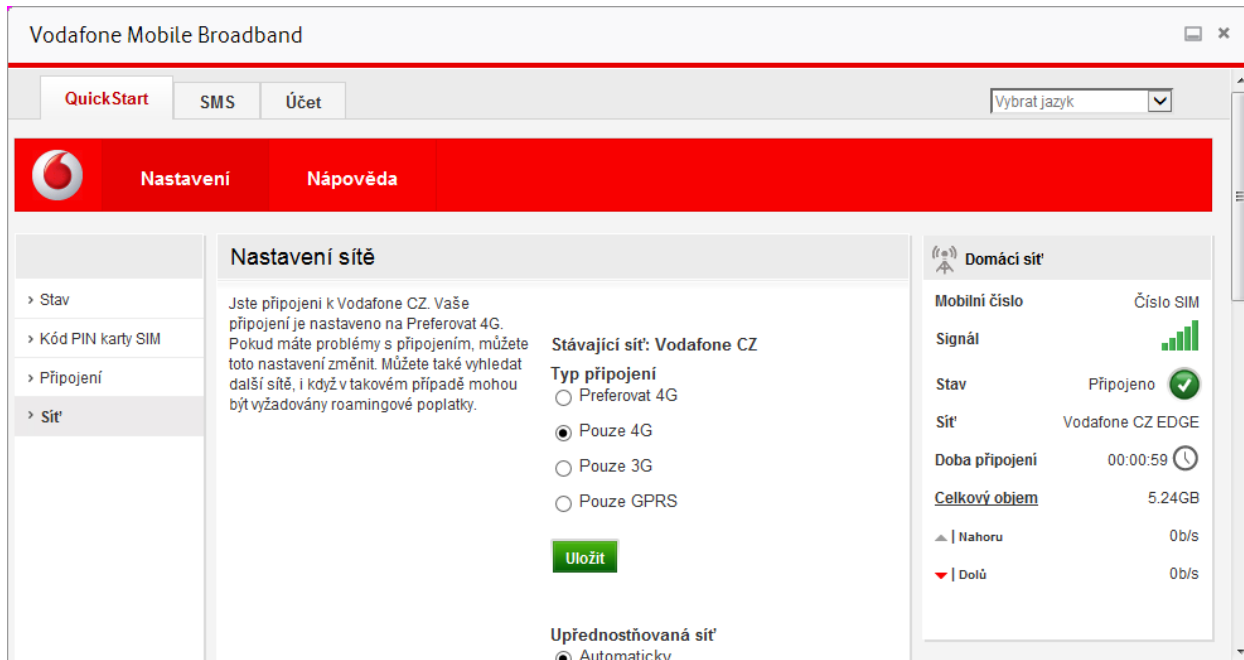 Vodafone Mobile Broadband
QuickStart
SMS
Účet
Vybrat jazyk
Nastavení
Nápověda
Stav
Kód PIN karty SIM
Připojení
Síť
Nastavení sítě
Jste připojeni k Vodafone CZ. Vaše
připojení je nastaveno na Preferovat 4G.
Pokud máte problémy s připojením, můžete
toto nastavení změnit. Můžete také vyhledat
další sítě, i když v takovém případě mohou
být vyžadovány roamingové poplatky.
Stávající síť: Vodafone CZ
Typ připojení
Preferovat 4G
Pouze 4G
Pouze 3G
Pouze GPRS
Uložit
Upřednostňovaná síť
Automaticky
Domácí síť
Mobilní číslo Číslo SIM
Signál
Stav Připojeno
Síť Vodafone CZ EDGE
Doba připojení 00:00:59
Celkový objem 5.24GB
| Nahoru 0b/s
| Dolů 0b/s